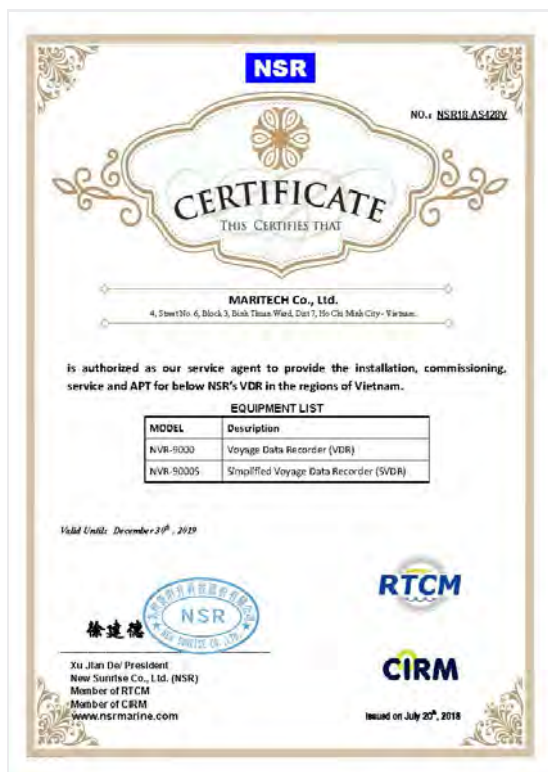 NSR
NO.: NSR18-AS420V
CERTIFICATE
THIS CERTIFIES THAT
MARITECH Co., Ltd.
4, Street No. 6, Block 3, Binh Thuan Ward, Dist 7, Ho Chi Minh City - Vietnam.
is authorized as our service agent to provide the installation, commissioning,
service and APT for below NSR's VDR in the regions of Vietnam.
EQUIPMENT LIST
MODEL Description
NVR-9000 Voyage Data Recorder (VDR)
NVR-9000S Simplified Voyage Data Recorder (SVDR)
Valid Until: December 30th, 2019
RTCM
NSR
NEW SUNRISE CO., LTD.
徐建德
Xu Jian De/ President
New Sunrise Co., Ltd. (NSR)
Member of RTCM
Member of CIRM
www.nsrmarine.com
CIRM
Issued on July 20th, 2018